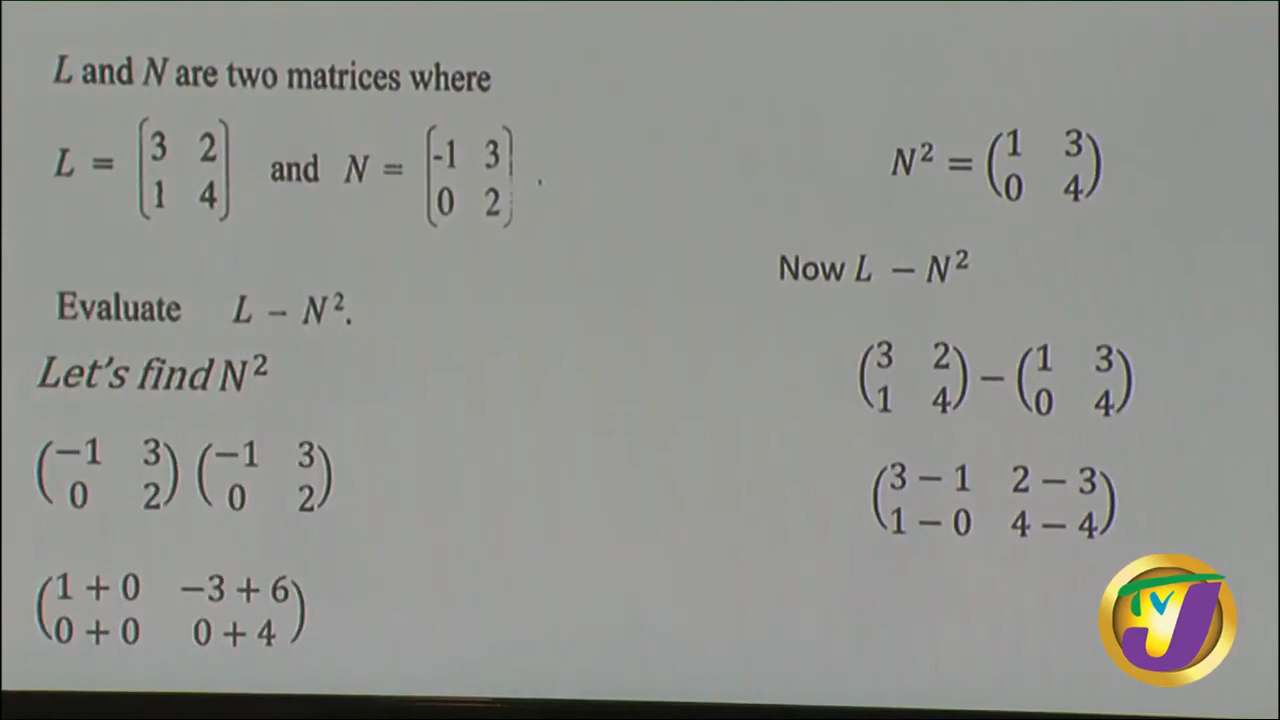 L and N are two matrices where
L = (3 2
1 4) and N = (-1 3
0 2) .
Evaluate L − N².
Let's find N²
(−1 3
0 2) (−1 3
0 2)
(1 + 0 −3 + 6
0 + 0 0 + 4)
N² = (1 3
0 4)
Now L − N²
(3 2
1 4) − (1 3
0 4)
(3 − 1 2 − 3
1 − 0 4 − 4)
TVJ